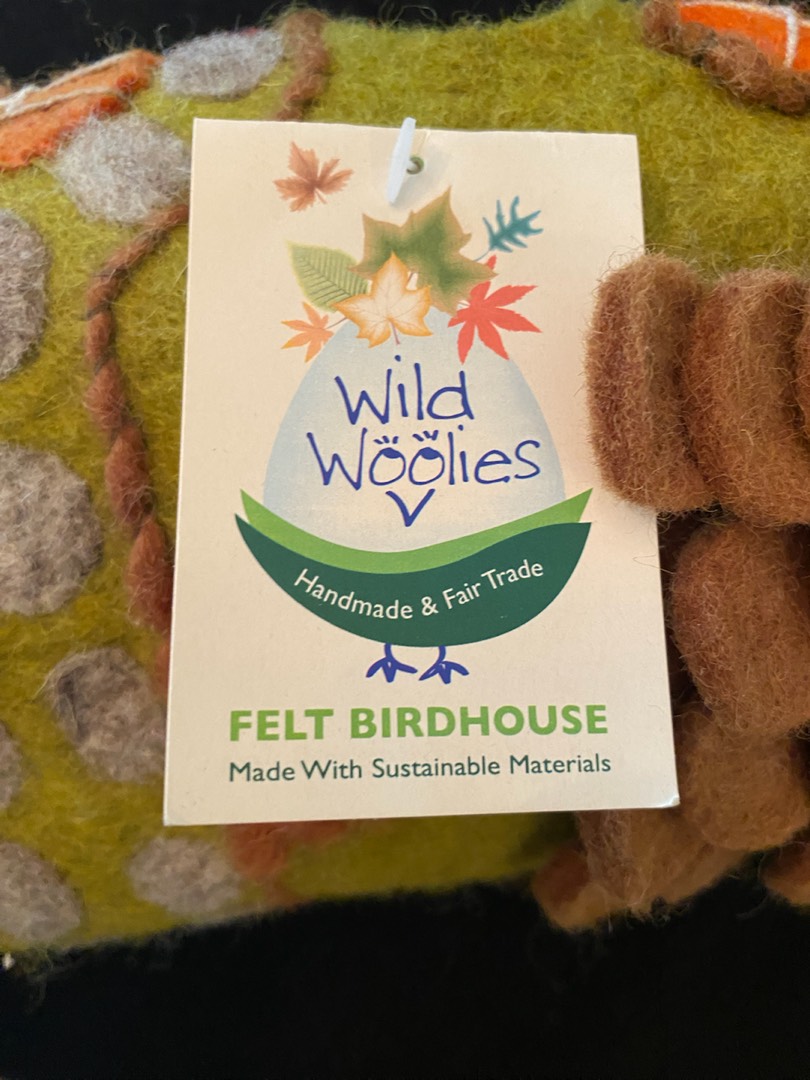 Wild
Woolies
Handmade & Fair Trade
FELT BIRDHOUSE
Made With Sustainable Materials